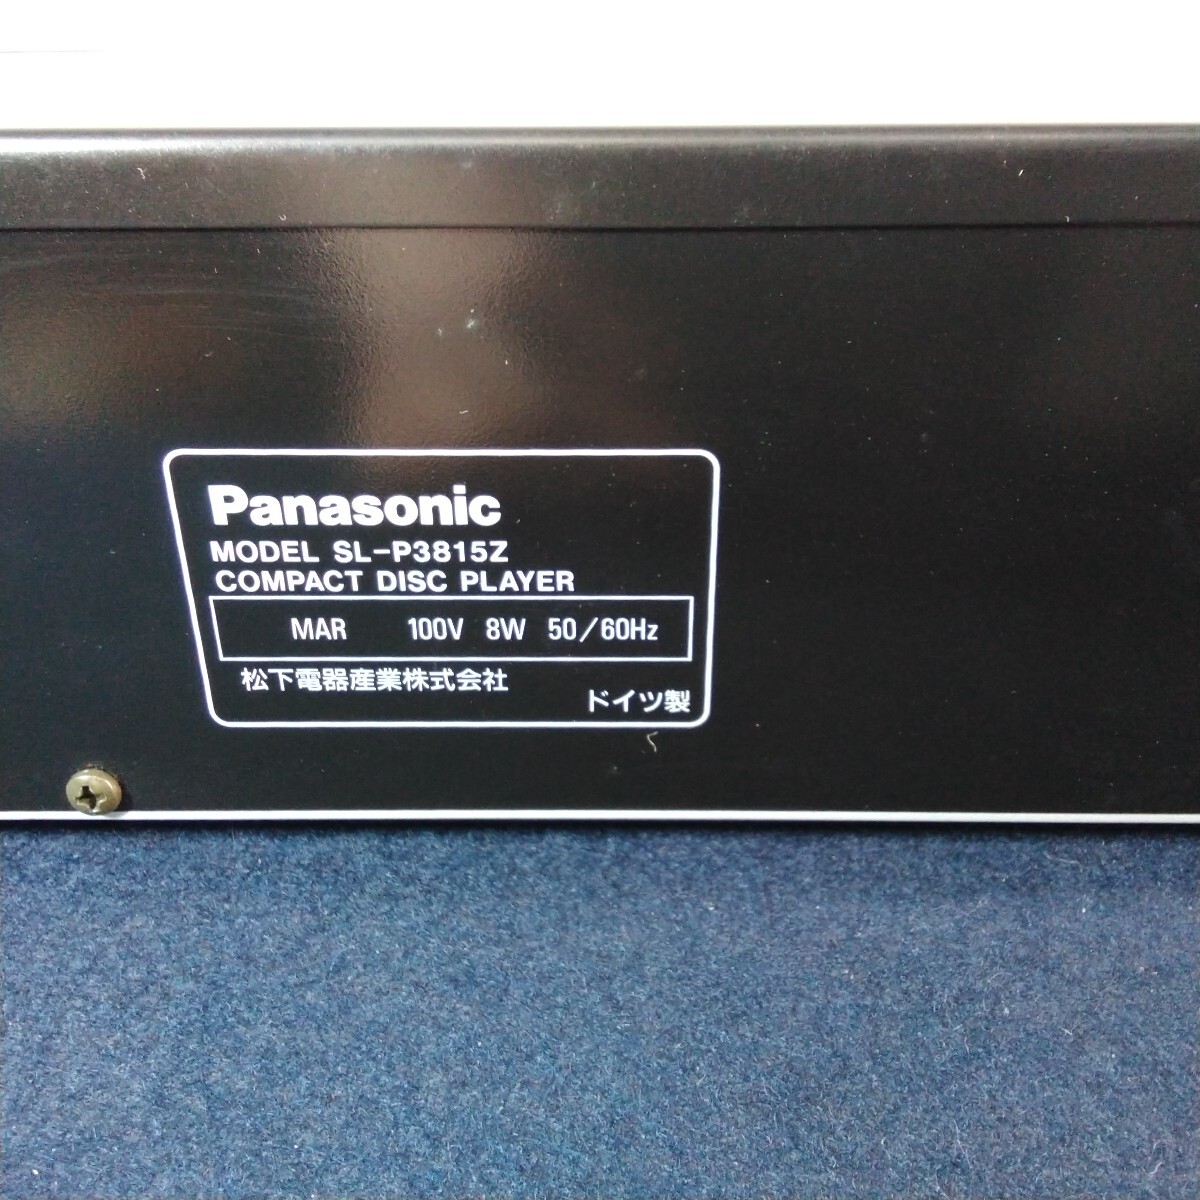 Panasonic
MODEL SL-P3815Z
COMPACT DISC PLAYER
MAR 100V 8W 50/60Hz
松下電器産業株式会社
ドイツ製